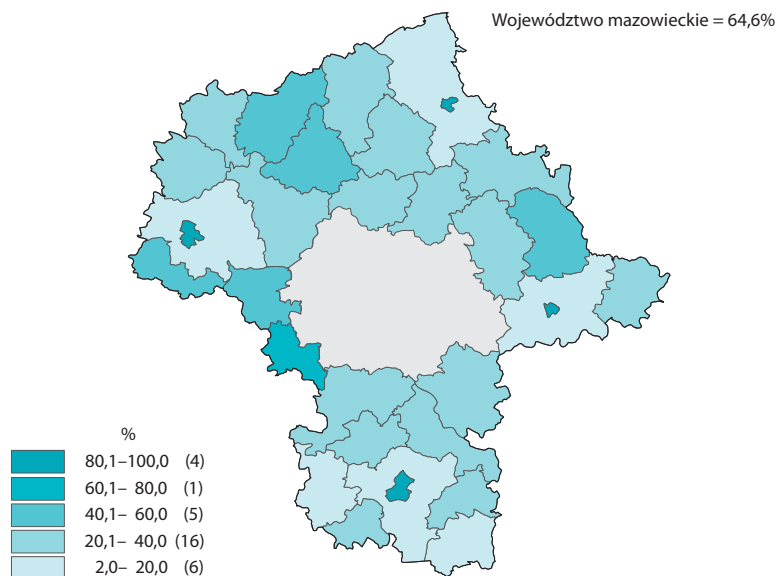 Województwo mazowieckie = 64,6%
%
80,1–100,0 (4)
60,1– 80,0 (1)
40,1– 60,0 (5)
20,1– 40,0 (16)
2,0– 20,0 (6)